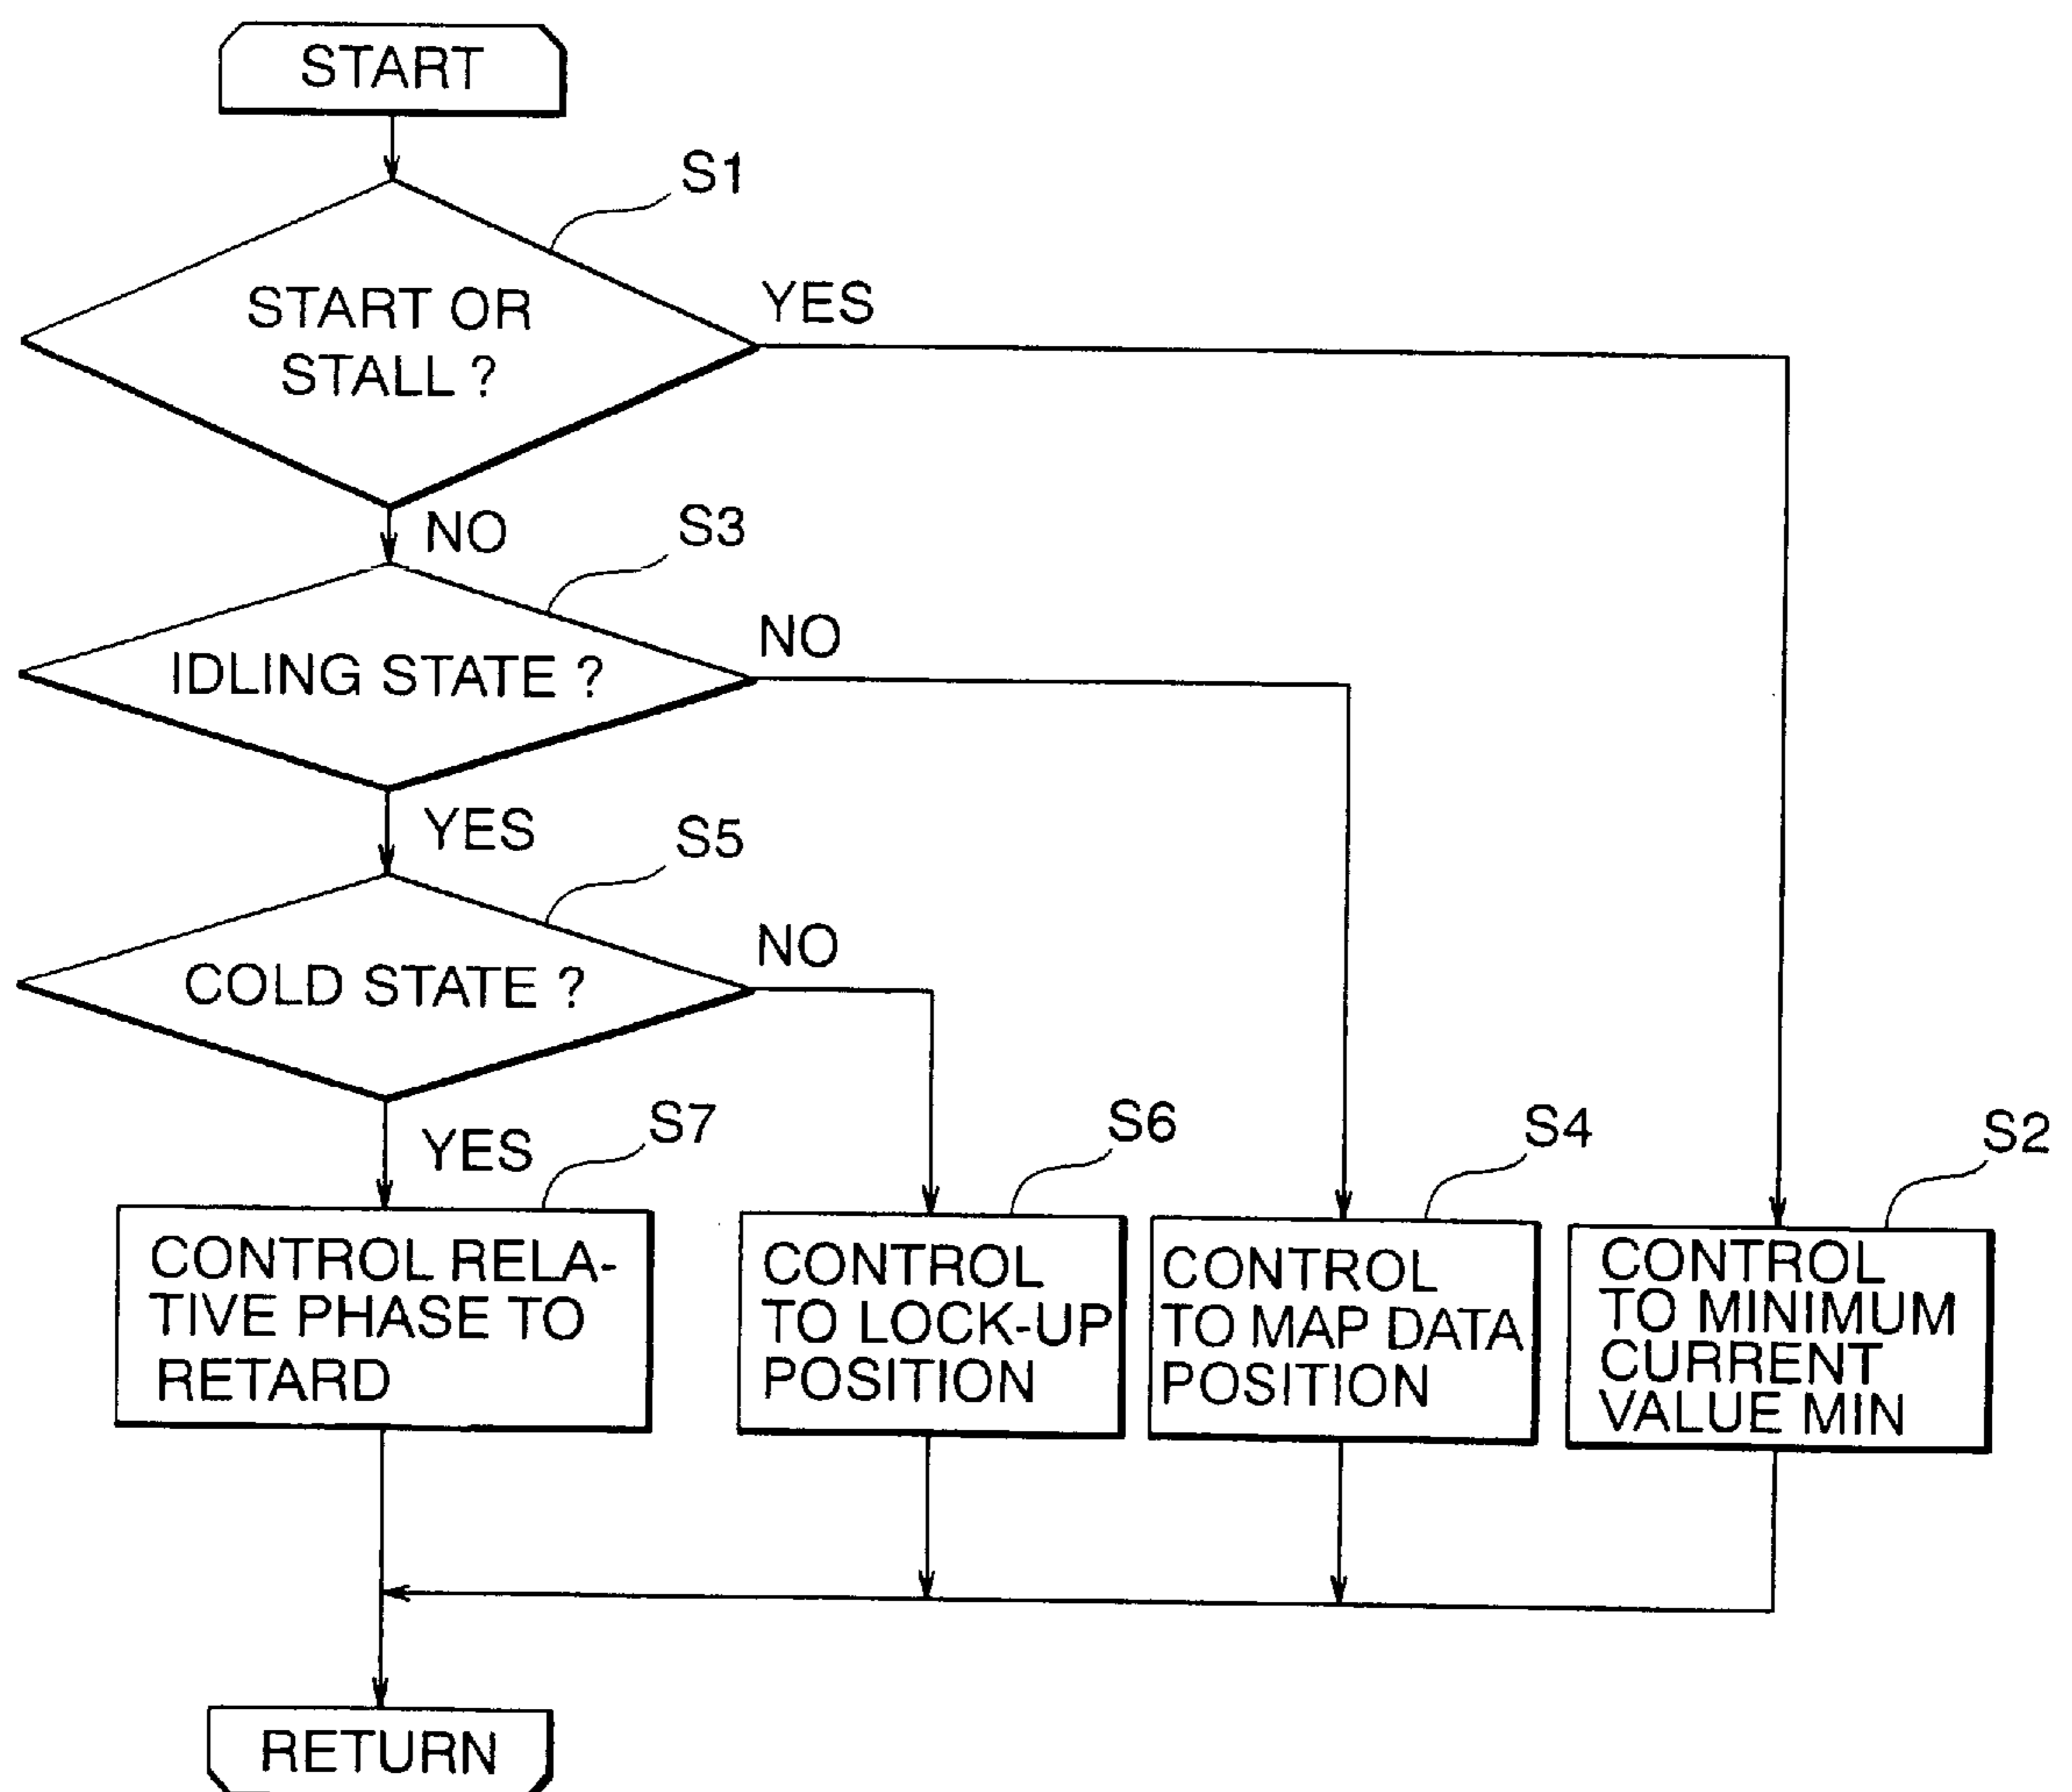 START
S1
START OR
STALL ?
YES
NO
S3
IDLING STATE ?
NO
YES
S5
COLD STATE ?
NO
YES
S7
CONTROL RELA-
TIVE PHASE TO
RETARD
S6
CONTROL
TO LOCK-UP
POSITION
S4
CONTROL
TO MAP DATA
POSITION
S2
CONTROL
TO MINIMUM
CURRENT
VALUE MIN
RETURN